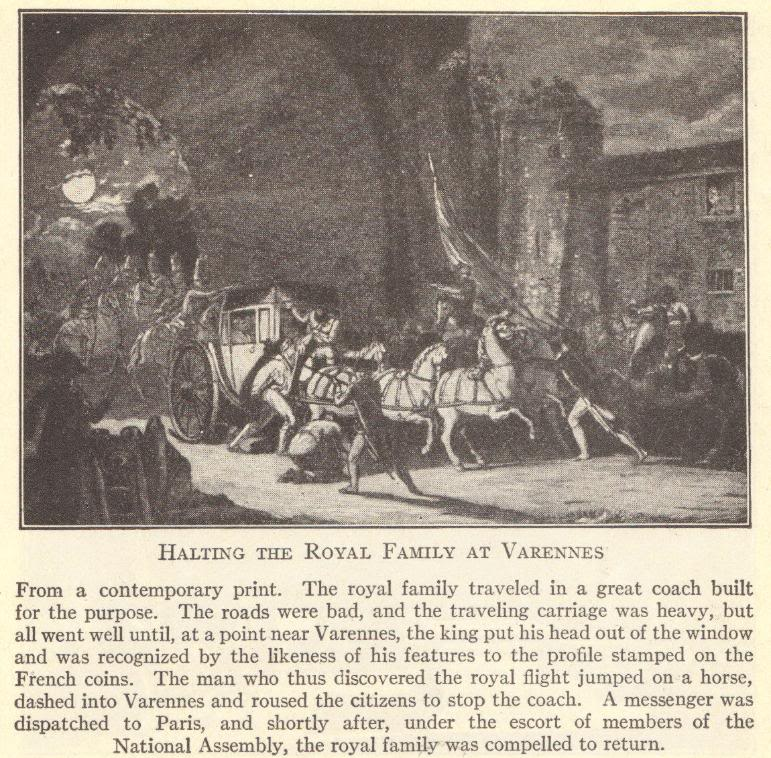 Halting the Royal Family at Varennes
From a contemporary print. The royal family traveled in a great coach built
for the purpose. The roads were bad, and the traveling carriage was heavy, but
all went well until, at a point near Varennes, the king put his head out of the window
and was recognized by the likeness of his features to the profile stamped on the
French coins. The man who thus discovered the royal flight jumped on a horse,
dashed into Varennes and roused the citizens to stop the coach. A messenger was
dispatched to Paris, and shortly after, under the escort of members of the
National Assembly, the royal family was compelled to return.